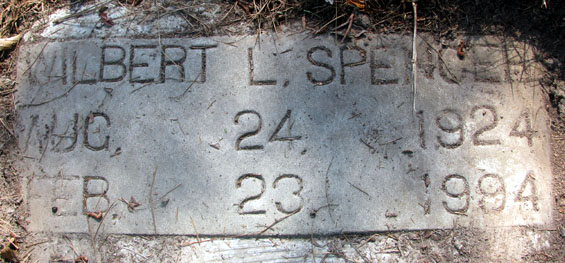 WILBERT L. SPENCER
AUG. 24, 1924
FEB. 23, 1994